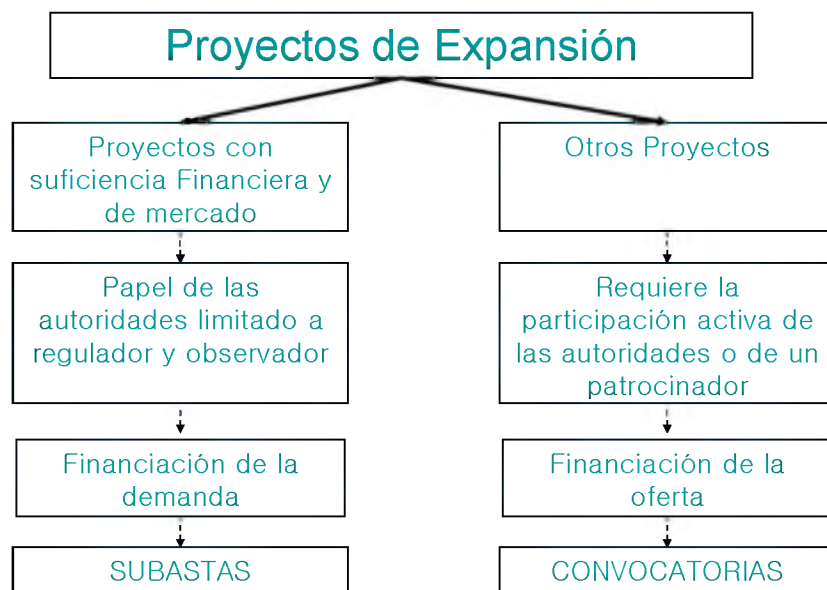 Proyectos de Expansión
Proyectos con
suficiencia Financiera y
de mercado
Otros Proyectos
Papel de las
autoridades limitado a
regulador y observador
Requiere la
participación activa de
las autoridades o de un
patrocinador
Financiación de la
demanda
Financiación de la
oferta
SUBASTAS
CONVOCATORIAS